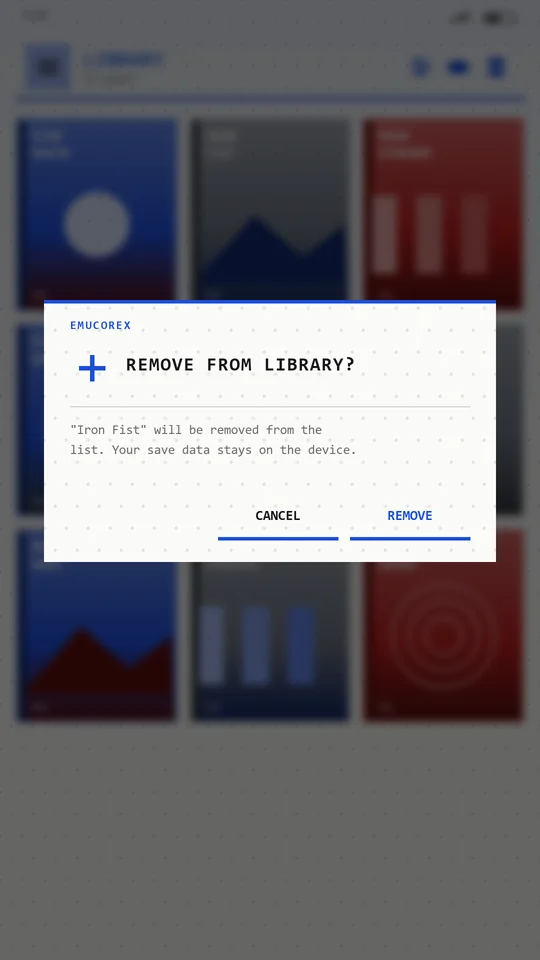 LIBRARY
EMUCOREX
REMOVE FROM LIBRARY?
"Iron Fist" will be removed from the
list. Your save data stays on the device.
CANCEL
REMOVE